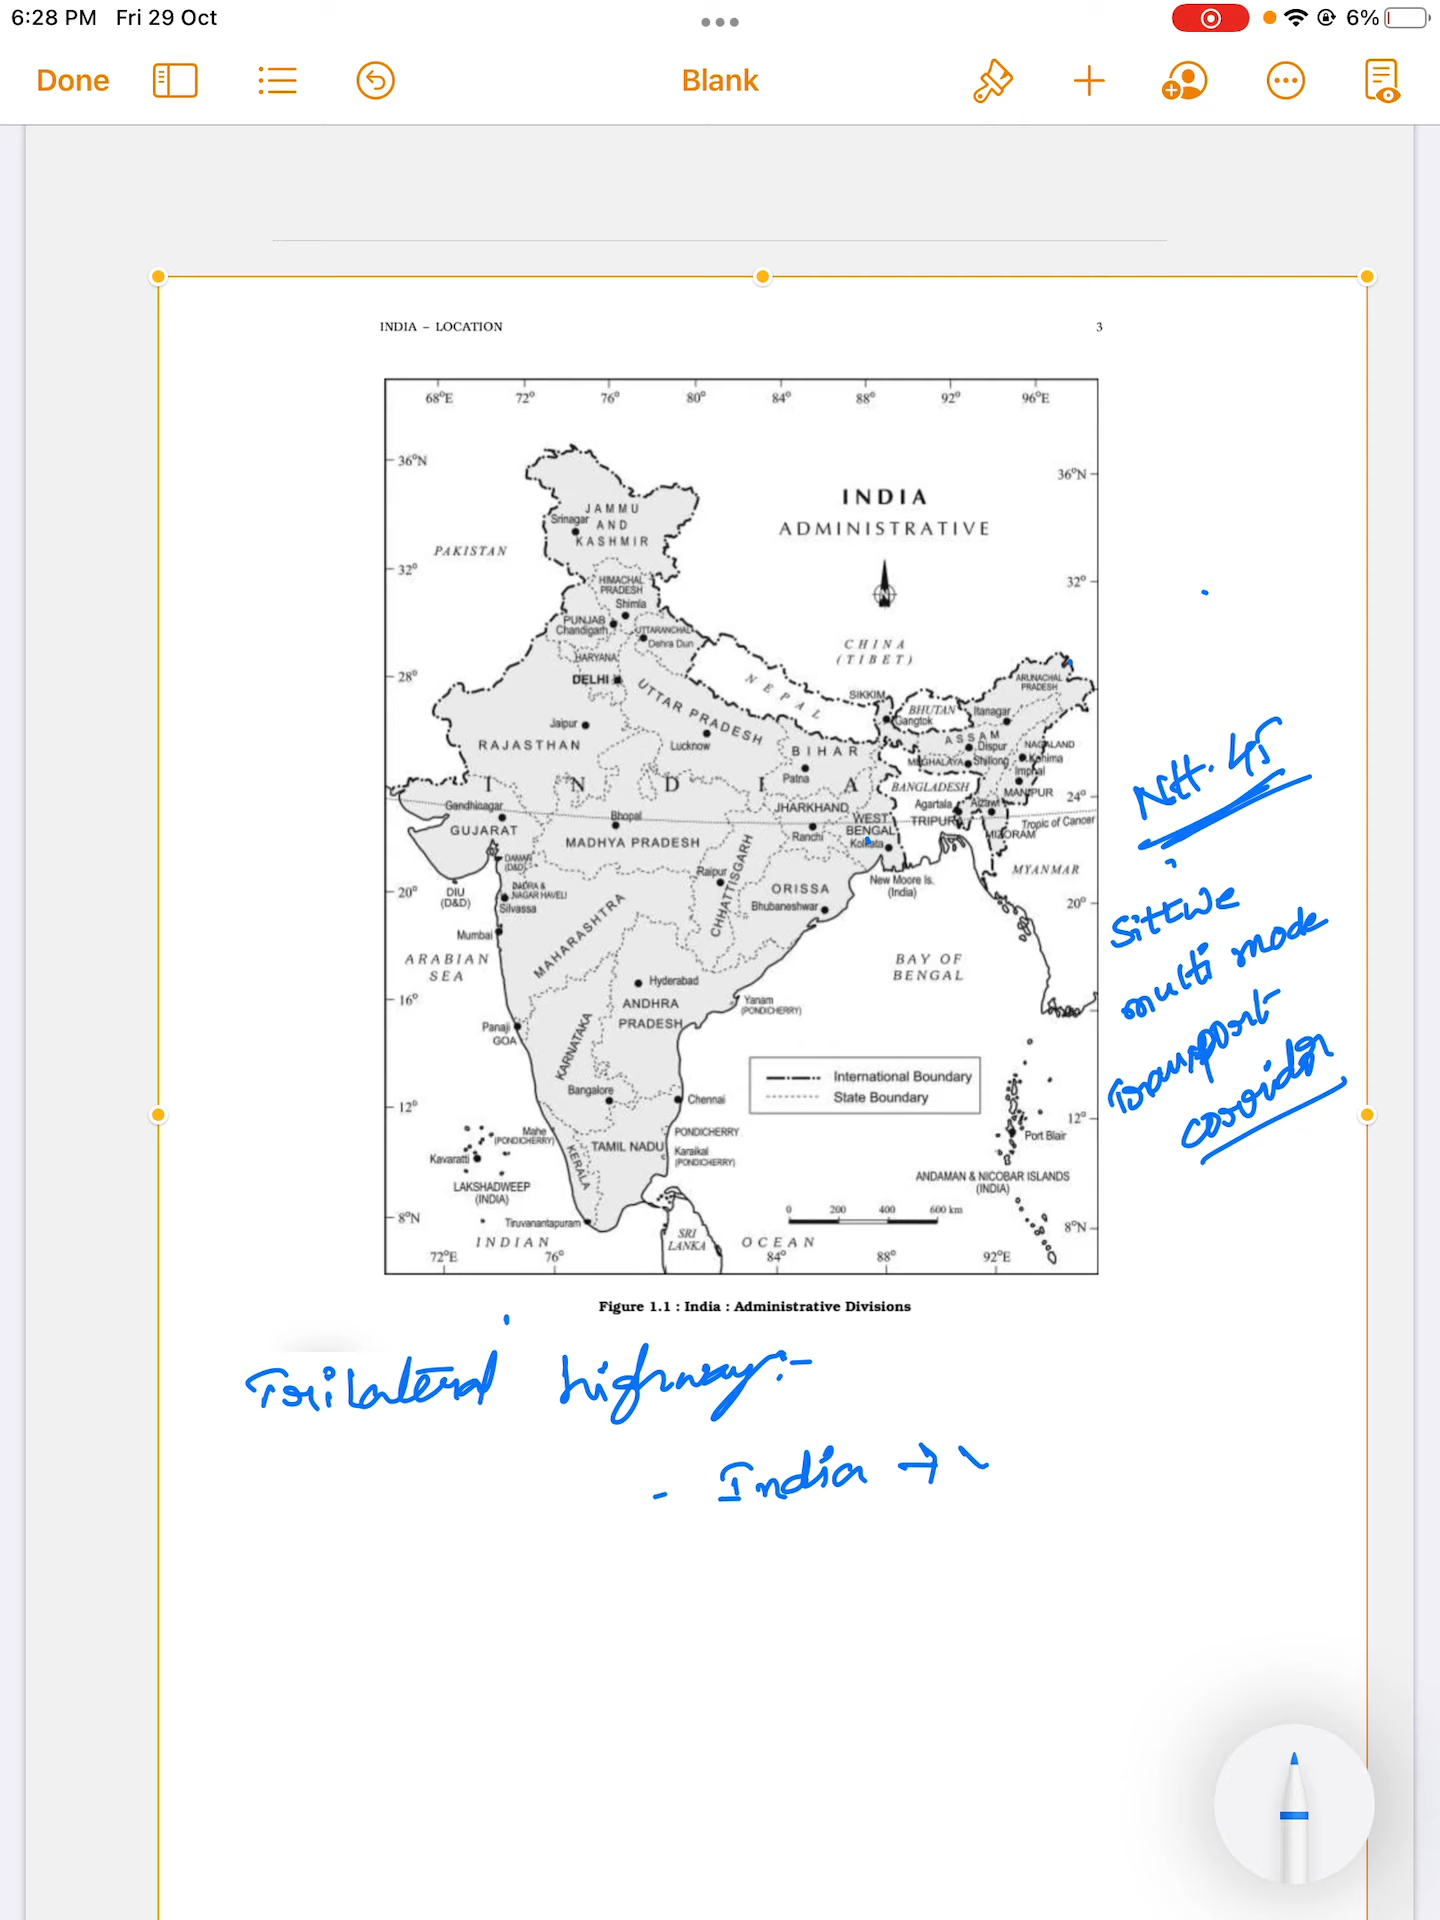 6:28 PM Fri 29 Oct
6%
Done
Blank
INDIA – LOCATION 3
68°E 72° 76° 80° 84° 88° 92° 96°E
36°N 36°N
INDIA
ADMINISTRATIVE
JAMMU
AND
KASHMIR
Srinagar
PAKISTAN
32° 32°
HIMACHAL
PRADESH
Shimla
PUNJAB
Chandigarh
UTTARANCHAL
Dehra Dun
HARYANA
CHINA
(TIBET)
28°
DELHI
NEPAL
SIKKIM
Gangtok
BHUTAN
ARUNACHAL
PRADESH
Itanagar
UTTAR PRADESH
Jaipur
RAJASTHAN
Lucknow
BIHAR
Patna
ASSAM
Dispur
NAGALAND
Kohima
MEGHALAYA
Shillong
Imphal
MANIPUR
INDIA
BANGLADESH
24°
Gandhinagar
GUJARAT
Bhopal
MADHYA PRADESH
JHARKHAND
Ranchi
WEST
BENGAL
Kolkata
Agartala
TRIPURA
Aizawl
MIZORAM
Tropic of Cancer
MYANMAR
DAMAN
(D&D)
DIU
(D&D)
DADRA &
NAGAR HAVELI
Silvassa
20° 20°
Raipur
CHHATTISGARH
ORISSA
Bhubaneshwar
New Moore Is.
(India)
Mumbai
MAHARASHTRA
ARABIAN
SEA
BAY OF
BENGAL
Hyderabad
ANDHRA
PRADESH
Yanam
(PONDICHERRY)
16°
Panaji
GOA
KARNATAKA
International Boundary
State Boundary
Bangalore
Chennai
12° 12°
Mahe
(PONDICHERRY)
PONDICHERRY
TAMIL NADU
Karaikal
(PONDICHERRY)
KERALA
Kavaratti
LAKSHADWEEP
(INDIA)
Port Blair
ANDAMAN & NICOBAR ISLANDS
(INDIA)
0 200 400 600 km
8°N 8°N
Tiruvanantapuram
SRI
LANKA
INDIAN OCEAN
72°E 76° 84° 88° 92°E
Figure 1.1 : India : Administrative Divisions
NH. 45
Sittwe
multi mode
Transport
corridor
Trilateral highway:-
- India →